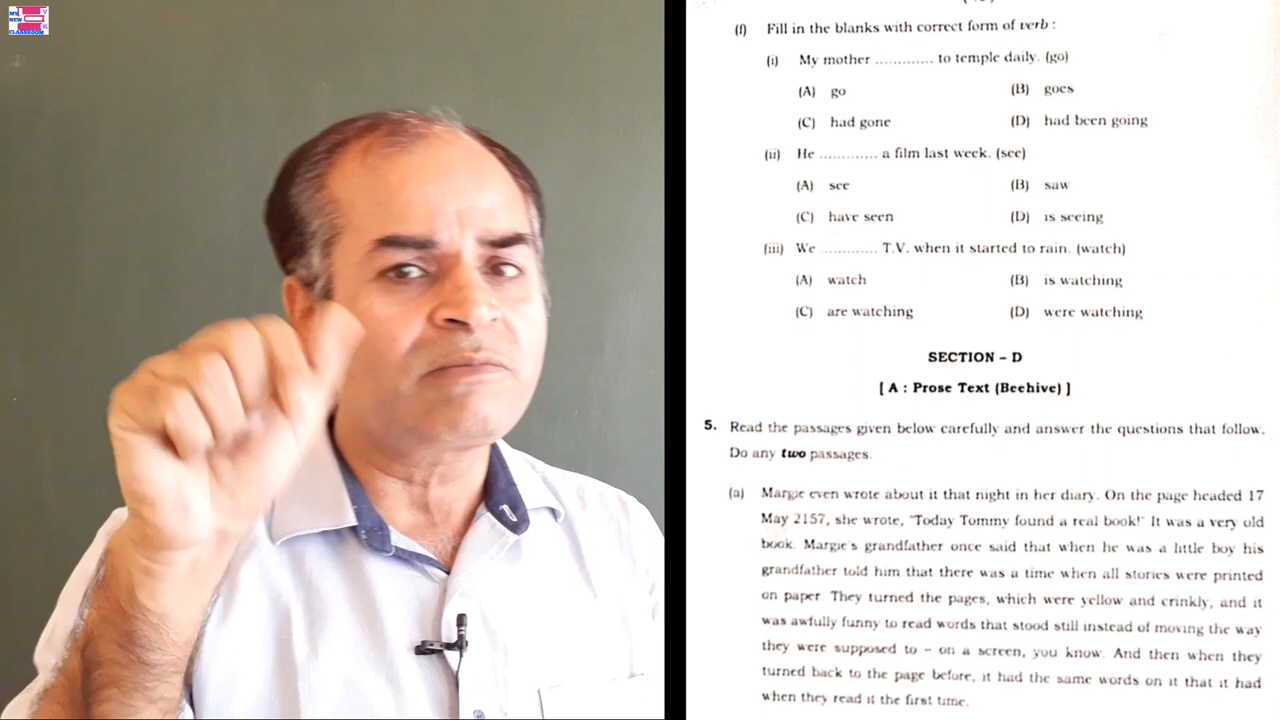 MY
NEW
CLASSROOM
V
K
(f) Fill in the blanks with correct form of verb :
(i) My mother ............ to temple daily. (go)
(A) go (B) goes
(C) had gone (D) had been going
(ii) He ............ a film last week. (see)
(A) see (B) saw
(C) have seen (D) is seeing
(iii) We ............ T.V. when it started to rain. (watch)
(A) watch (B) is watching
(C) are watching (D) were watching
SECTION – D
[ A : Prose Text (Beehive) ]
5. Read the passages given below carefully and answer the questions that follow.
Do any two passages.
(a) Margie even wrote about it that night in her diary. On the page headed 17
May 2157, she wrote, "Today Tommy found a real book!" It was a very old
book. Margie's grandfather once said that when he was a little boy his
grandfather told him that there was a time when all stories were printed
on paper. They turned the pages, which were yellow and crinkly, and it
was awfully funny to read words that stood still instead of moving the way
they were supposed to – on a screen, you know. And then when they
turned back to the page before, it had the same words on it that it had
when they read it the first time.